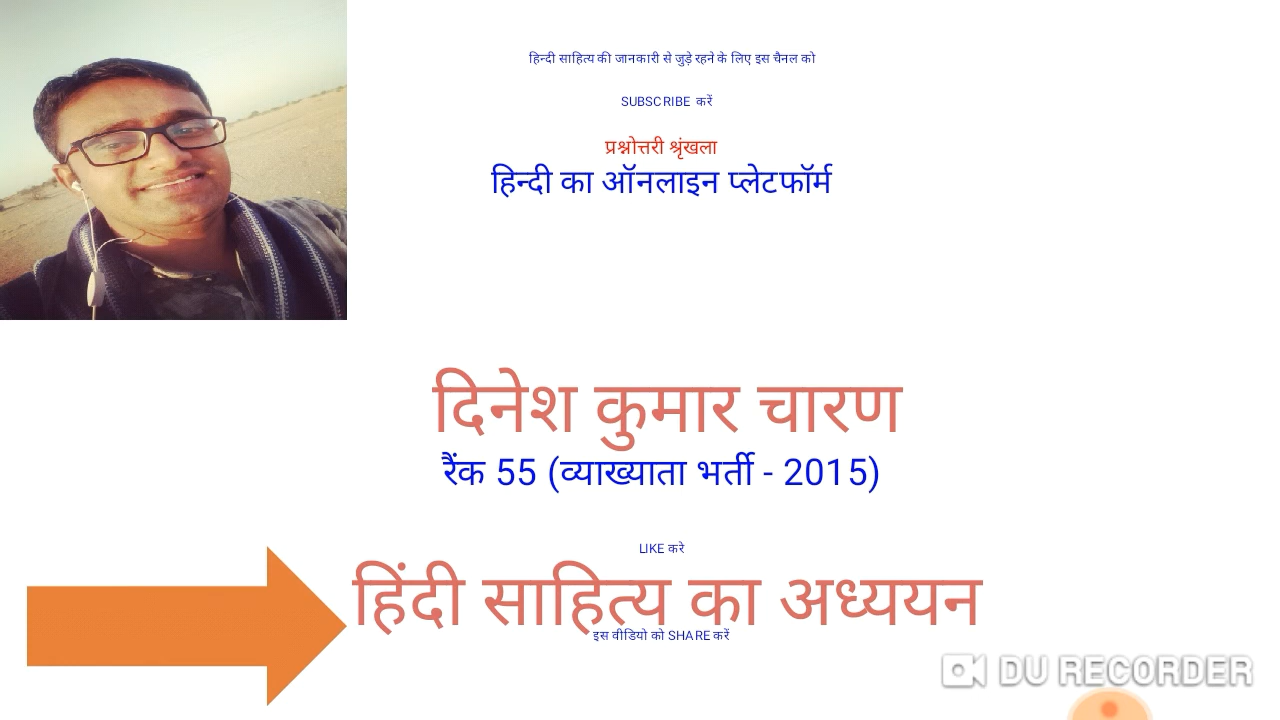 हिन्दी साहित्य की जानकारी से जुड़े रहने के लिए इस चैनल को
SUBSCRIBE करें
प्रश्नोत्तरी श्रृंखला
हिन्दी का ऑनलाइन प्लेटफॉर्म
दिनेश कुमार चारण
रैंक 55 (व्याख्याता भर्ती - 2015)
LIKE करे
हिंदी साहित्य का अध्ययन
इस वीडियो को SHARE करें
DU RECORDER